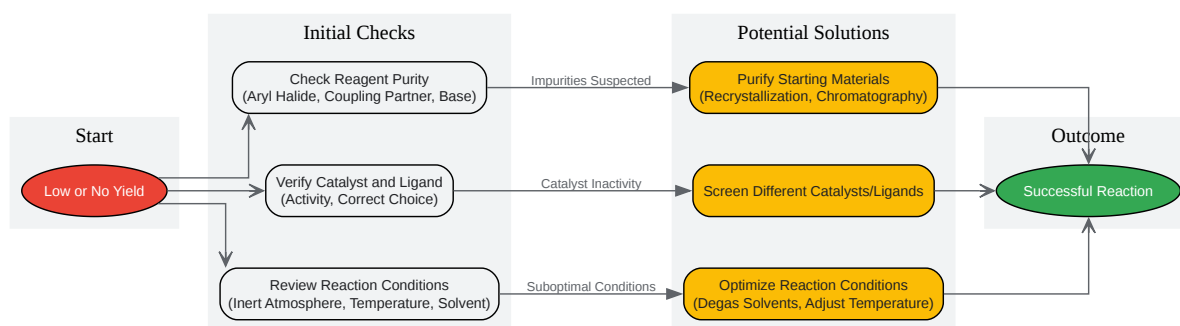 Initial Checks
Potential Solutions
Check Reagent Purity
(Aryl Halide, Coupling Partner, Base)
Impurities Suspected
Purify Starting Materials
(Recrystallization, Chromatography)
Start
Outcome
Low or No Yield
Verify Catalyst and Ligand
(Activity, Correct Choice)
Catalyst Inactivity
Screen Different Catalysts/Ligands
Successful Reaction
Review Reaction Conditions
(Inert Atmosphere, Temperature, Solvent)
Suboptimal Conditions
Optimize Reaction Conditions
(Degas Solvents, Adjust Temperature)